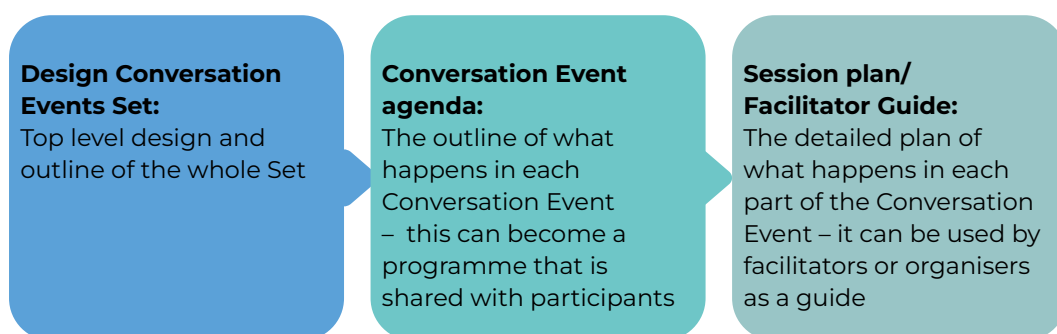 Design Conversation
Events Set:
Top level design and
outline of the whole Set
Conversation Event
agenda:
The outline of what
happens in each
Conversation Event
– this can become a
programme that is
shared with participants
Session plan/
Facilitator Guide:
The detailed plan of
what happens in each
part of the Conversation
Event – it can be used by
facilitators or organisers
as a guide